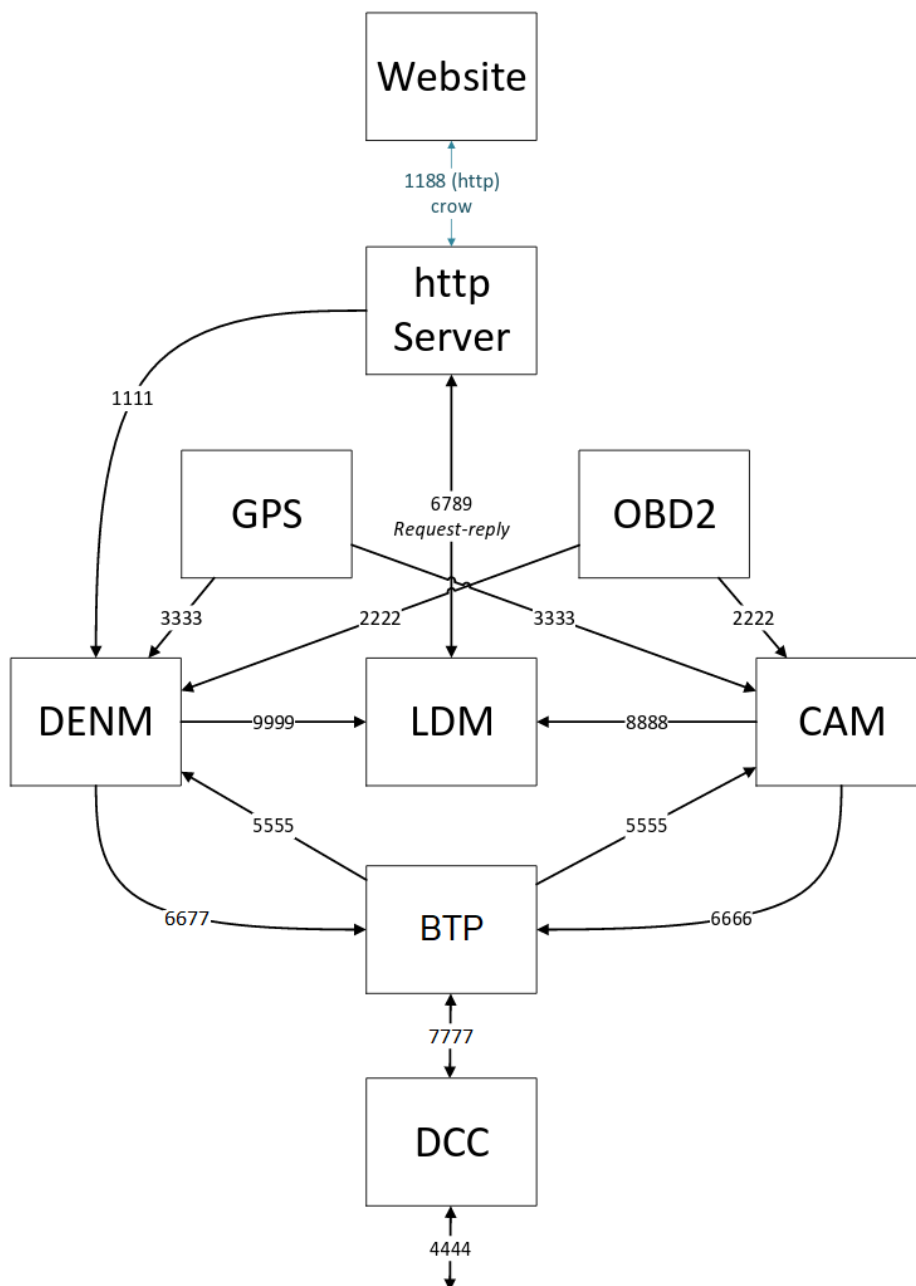 Website
1188 (http)
crow
http
Server
1111
GPS
6789
Request-reply
OBD2
3333
2222
3333
2222
DENM
9999
LDM
8888
CAM
5555
5555
6677
BTP
6666
7777
DCC
4444